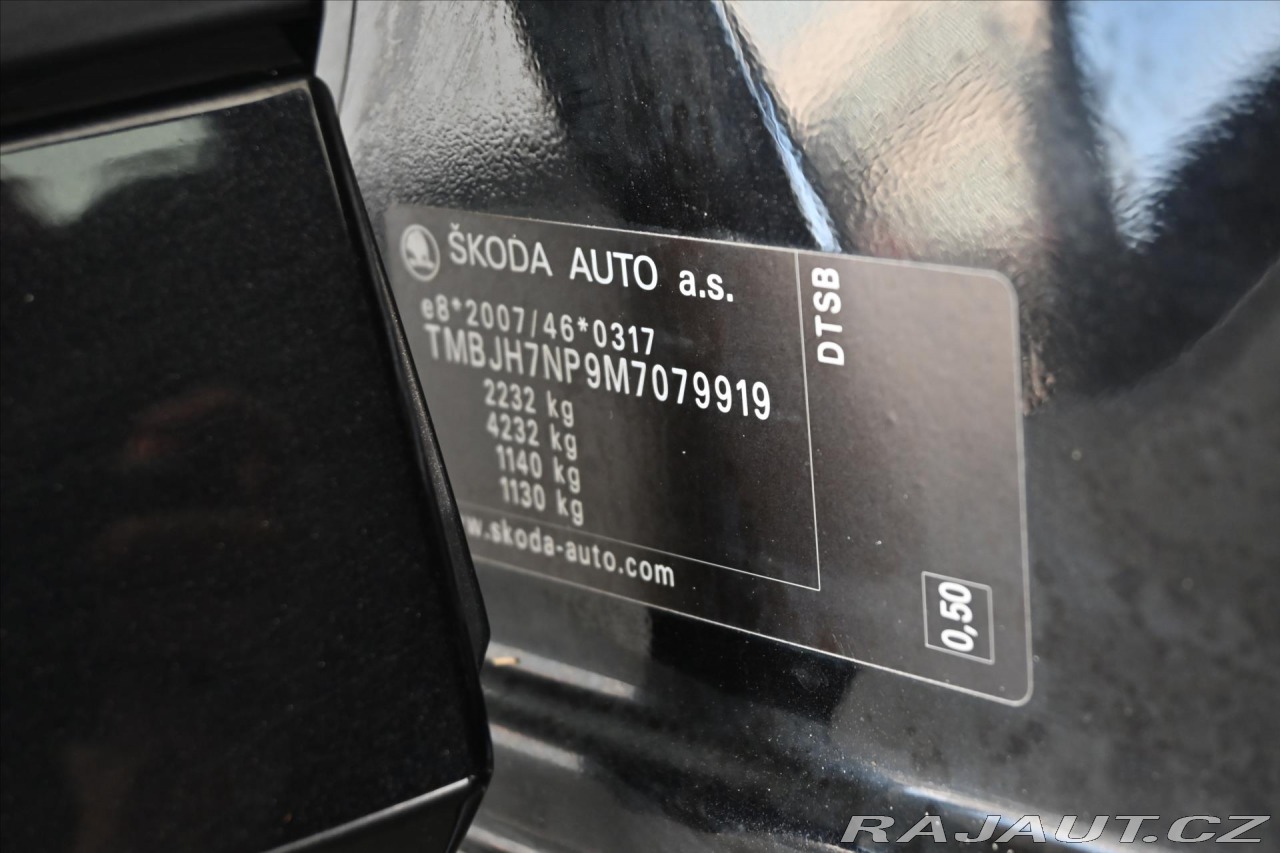 ŠKODA AUTO a.s.
e8*2007/46*0317
TMBJH7NP9M7079919
2232 kg
4232 kg
1140 kg
1130 kg
w.skoda-auto.com
DTSB
0,50
RAJAUT.CZ